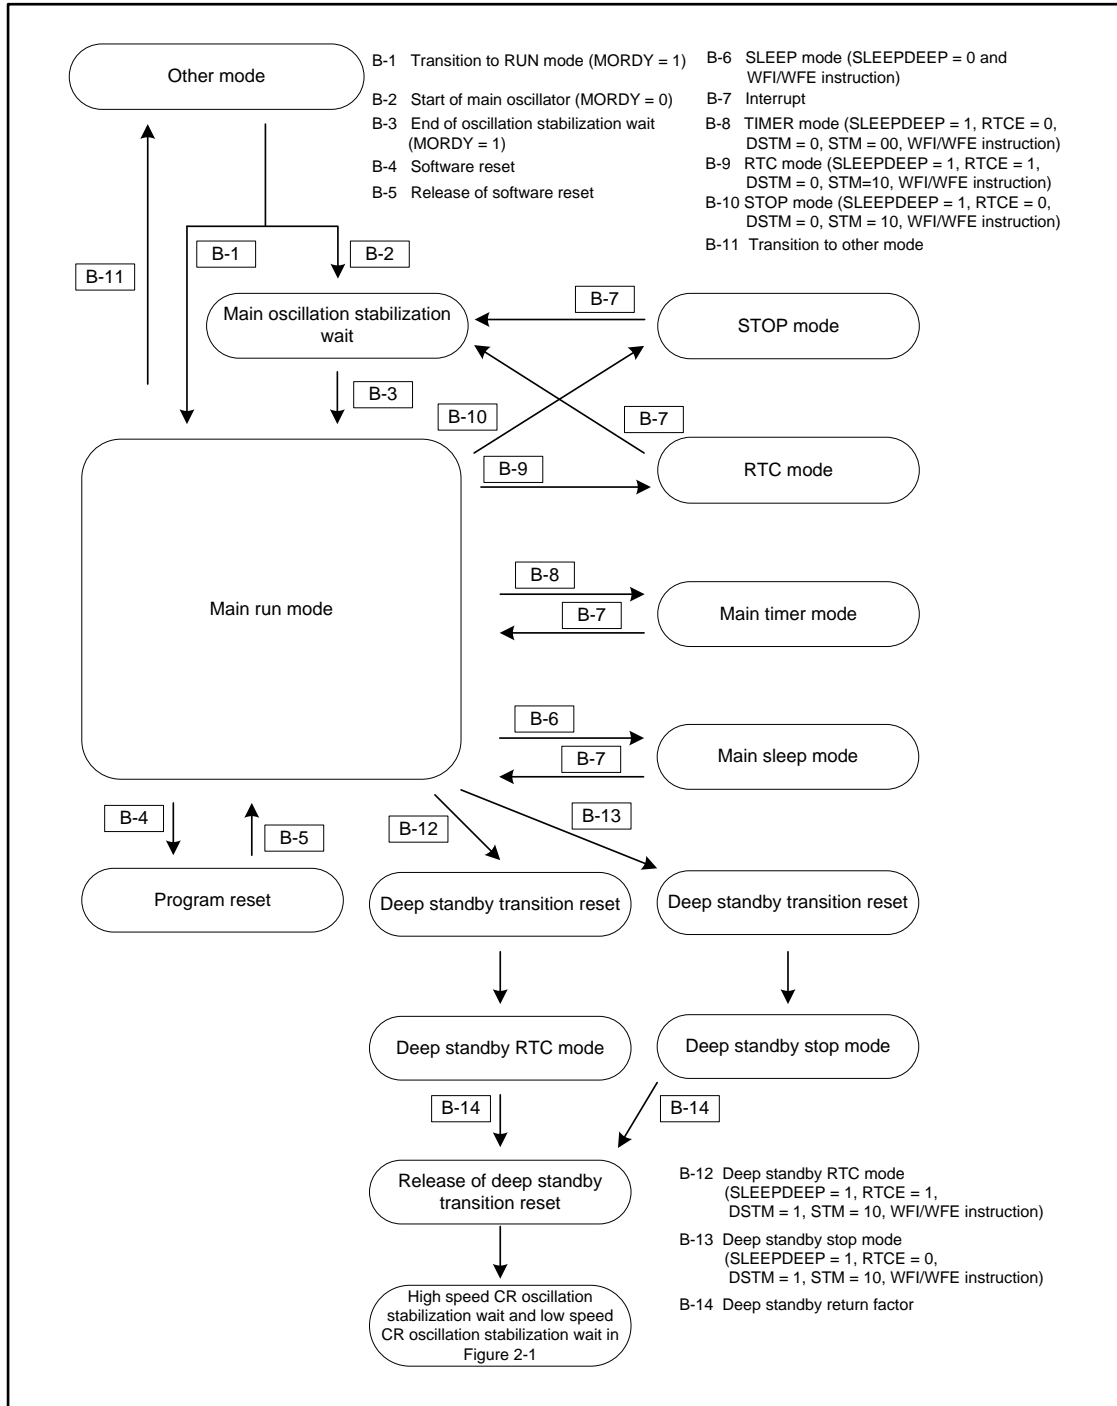 Other mode
B-1 Transition to RUN mode (MORDY = 1)
B-2 Start of main oscillator (MORDY = 0)
B-3 End of oscillation stabilization wait
(MORDY = 1)
B-4 Software reset
B-5 Release of software reset
B-6 SLEEP mode (SLEEPDEEP = 0 and
WFI/WFE instruction)
B-7 Interrupt
B-8 TIMER mode (SLEEPDEEP = 1, RTCE = 0,
DSTM = 0, STM = 00, WFI/WFE instruction)
B-9 RTC mode (SLEEPDEEP = 1, RTCE = 1,
DSTM = 0, STM=10, WFI/WFE instruction)
B-10 STOP mode (SLEEPDEEP = 1, RTCE = 0,
DSTM = 0, STM = 10, WFI/WFE instruction)
B-11 Transition to other mode
B-11
B-1
B-2
Main oscillation stabilization
wait
B-7
STOP mode
B-3
B-10
B-7
B-9
RTC mode
Main run mode
B-8
B-7
Main timer mode
B-6
B-7
Main sleep mode
B-4
B-5
B-12
B-13
Program reset
Deep standby transition reset
Deep standby transition reset
Deep standby RTC mode
Deep standby stop mode
B-14
B-14
Release of deep standby
transition reset
High speed CR oscillation
stabilization wait and low speed
CR oscillation stabilization wait in
Figure 2-1
B-12 Deep standby RTC mode
(SLEEPDEEP = 1, RTCE = 1,
DSTM = 1, STM = 10, WFI/WFE instruction)
B-13 Deep standby stop mode
(SLEEPDEEP = 1, RTCE = 0,
DSTM = 1, STM = 10, WFI/WFE instruction)
B-14 Deep standby return factor